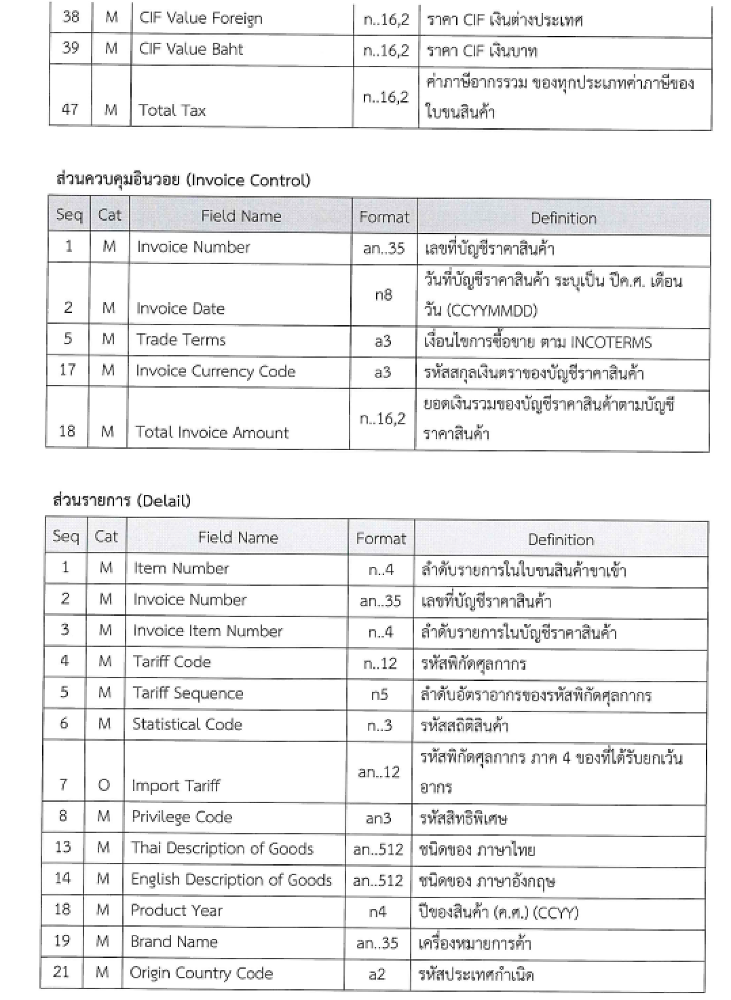 38 M CIF Value Foreign n..16,2 ราคา CIF เงินต่างประเทศ
39 M CIF Value Baht n..16,2 ราคา CIF เงินบาท
47 M Total Tax n..16,2 ค่าภาษีอากรรวม ของทุกประเภทค่าภาษีของ
ใบขนสินค้า
ส่วนควบคุมอินวอย (Invoice Control)
Seq Cat Field Name Format Definition
1 M Invoice Number an..35 เลขที่บัญชีราคาสินค้า
2 M Invoice Date n8 วันที่บัญชีราคาสินค้า ระบุเป็น ปีค.ศ. เดือน
วัน (CCYYMMDD)
5 M Trade Terms a3 เงื่อนไขการซื้อขาย ตาม INCOTERMS
17 M Invoice Currency Code a3 รหัสสกุลเงินตราของบัญชีราคาสินค้า
18 M Total Invoice Amount n..16,2 ยอดเงินรวมของบัญชีราคาสินค้าตามบัญชี
ราคาสินค้า
ส่วนรายการ (Delail)
Seq Cat Field Name Format Definition
1 M Item Number n..4 ลำดับรายการในใบขนสินค้าขาเข้า
2 M Invoice Number an..35 เลขที่บัญชีราคาสินค้า
3 M Invoice Item Number n..4 ลำดับรายการในบัญชีราคาสินค้า
4 M Tariff Code n..12 รหัสพิกัดศุลกากร
5 M Tariff Sequence n5 ลำดับอัตราอากรของรหัสพิกัดศุลกากร
6 M Statistical Code n..3 รหัสสถิติสินค้า
7 O Import Tariff an..12 รหัสพิกัดศุลกากร ภาค 4 ของที่ได้รับยกเว้น
อากร
8 M Privilege Code an3 รหัสสิทธิพิเศษ
13 M Thai Description of Goods an..512 ชนิดของ ภาษาไทย
14 M English Description of Goods an..512 ชนิดของ ภาษาอังกฤษ
18 M Product Year n4 ปีของสินค้า (ค.ศ.) (CCYY)
19 M Brand Name an..35 เครื่องหมายการค้า
21 M Origin Country Code a2 รหัสประเทศกำเนิด